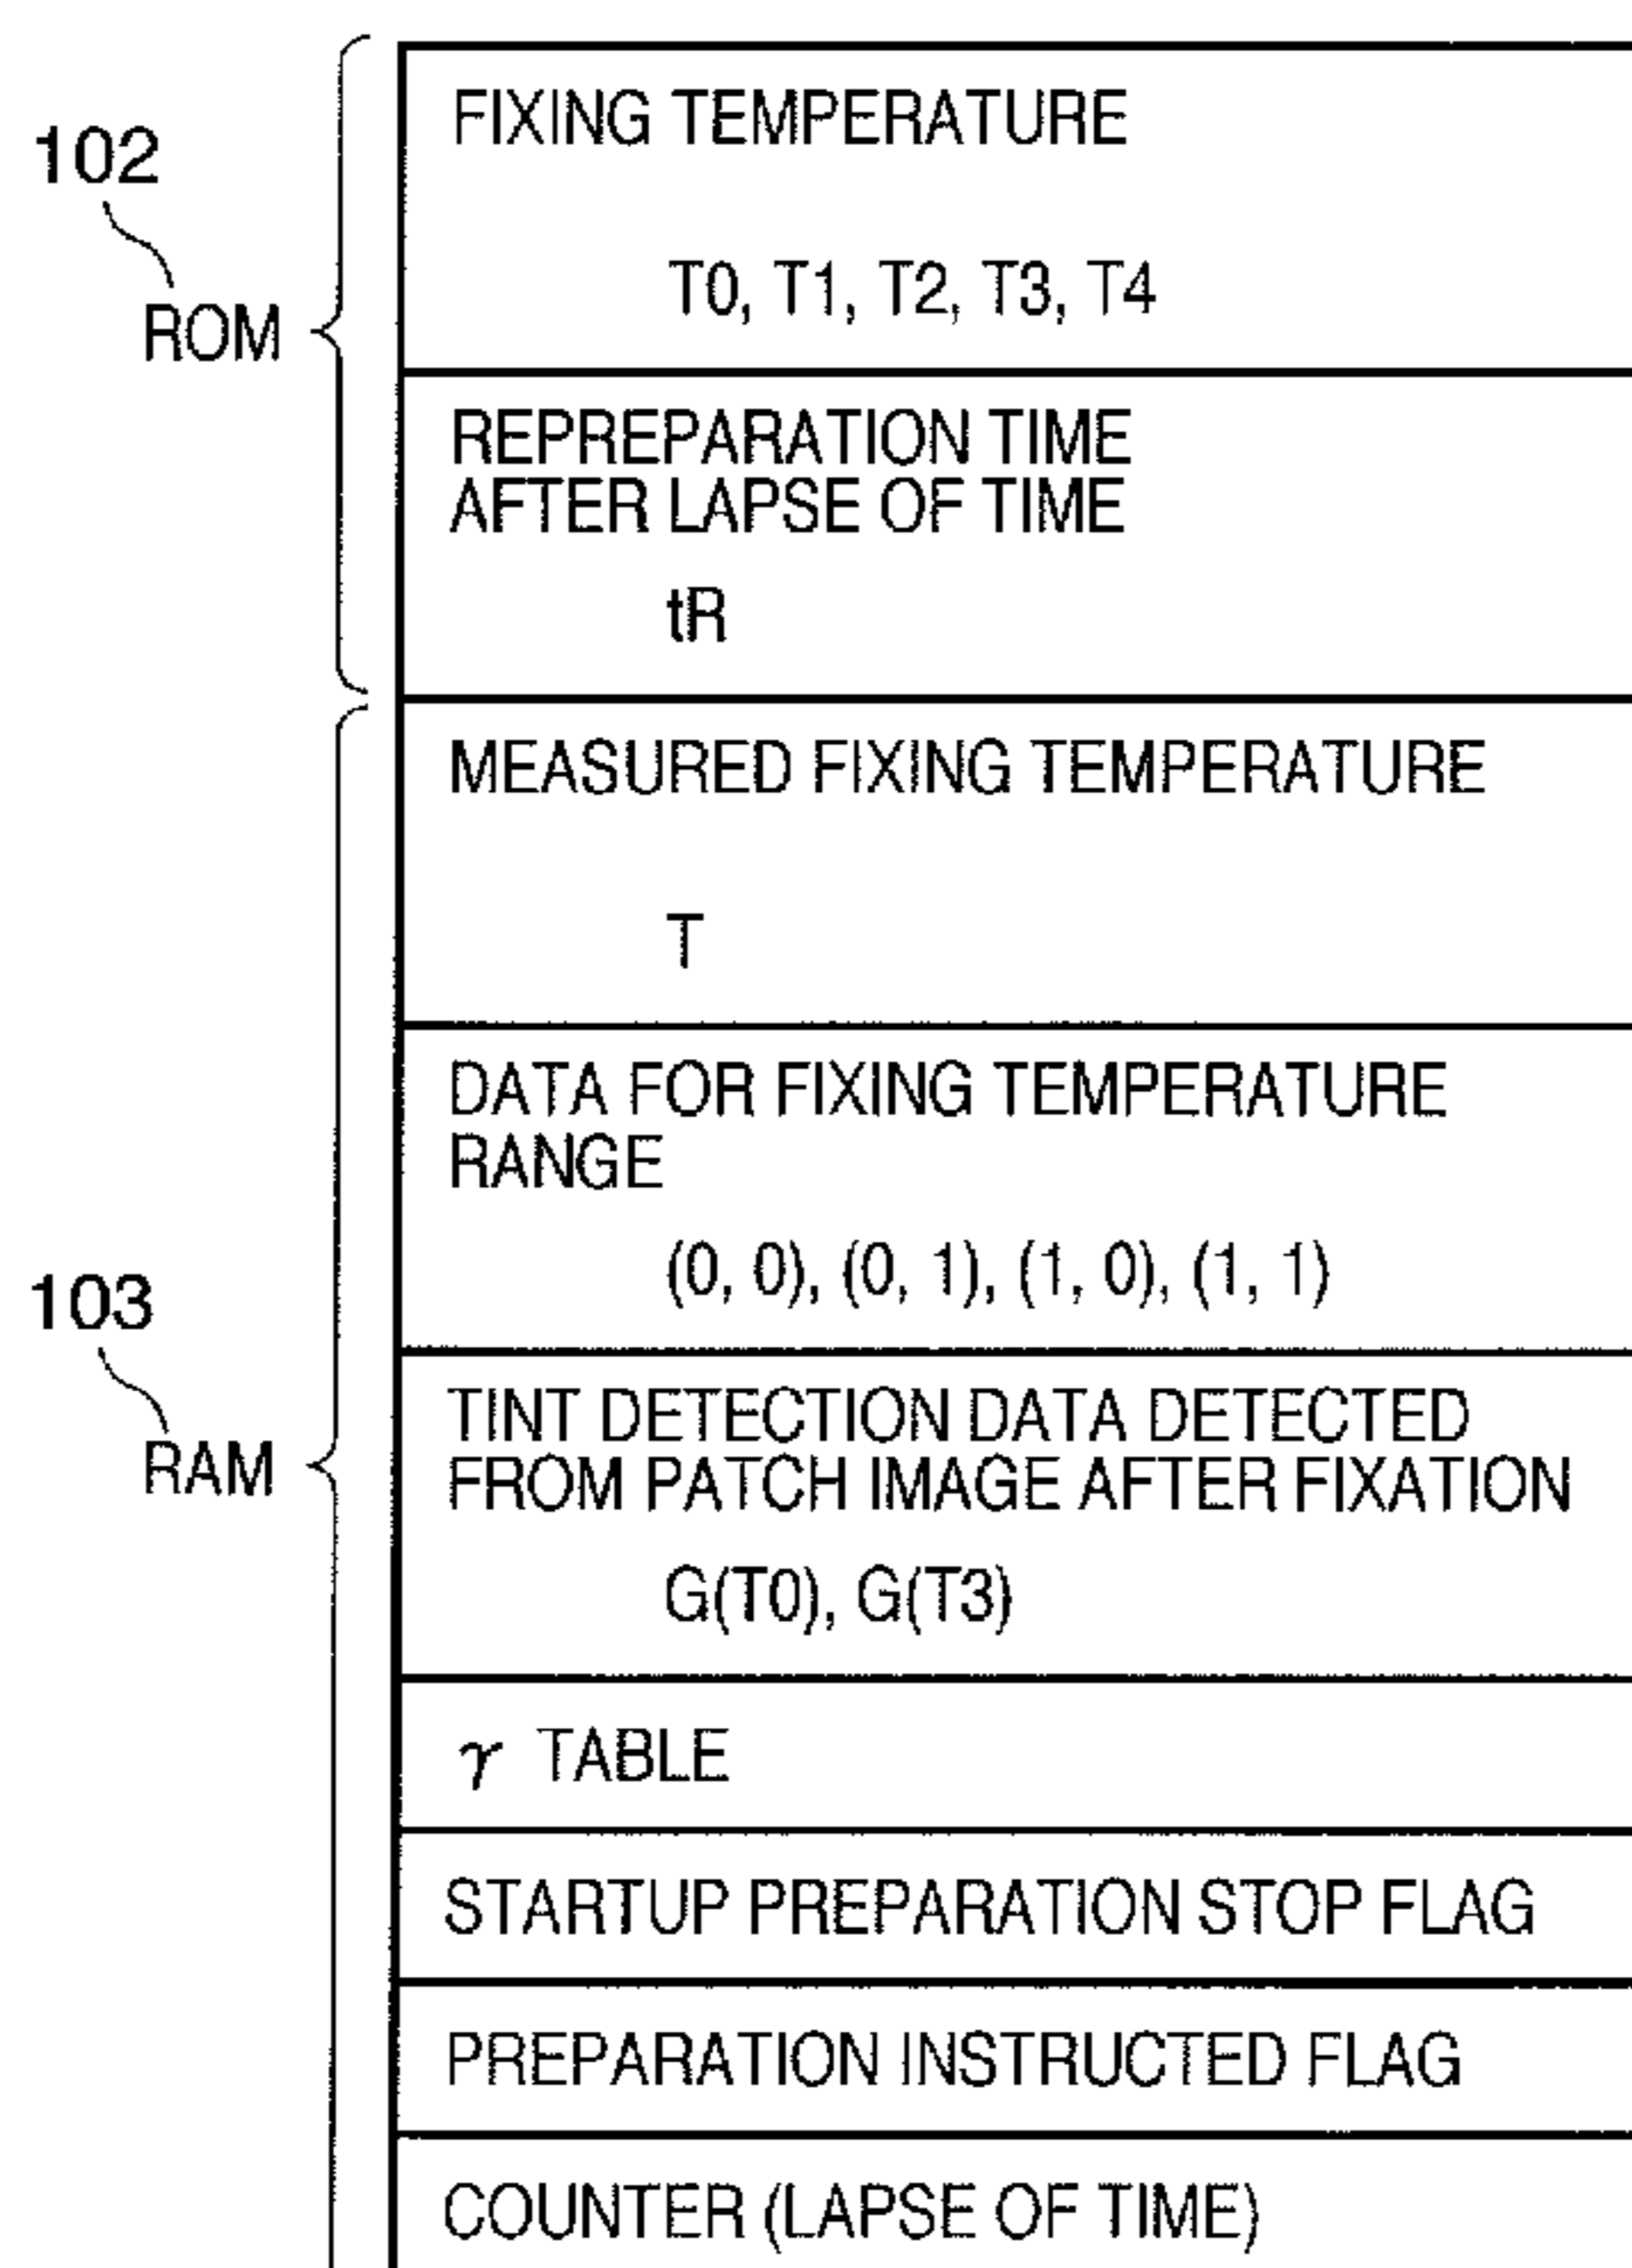 102
ROM
FIXING TEMPERATURE
T0, T1, T2, T3, T4
REPREPARATION TIME
AFTER LAPSE OF TIME
tR
103
RAM
MEASURED FIXING TEMPERATURE
T
DATA FOR FIXING TEMPERATURE
RANGE
(0, 0), (0, 1), (1, 0), (1, 1)
TINT DETECTION DATA DETECTED
FROM PATCH IMAGE AFTER FIXATION
G(T0), G(T3)
γ TABLE
STARTUP PREPARATION STOP FLAG
PREPARATION INSTRUCTED FLAG
COUNTER (LAPSE OF TIME)